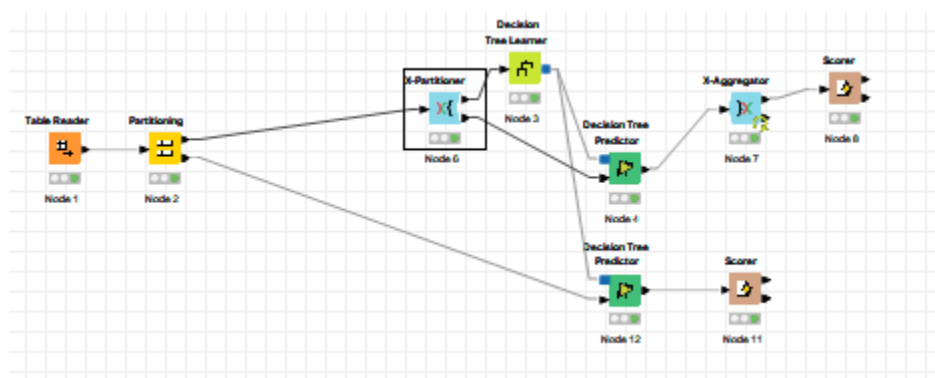 Decision
Tree Learner
Scorer
X-Partitioner
X-Aggregator
Table Reader
Partitioning
Node 3
Decision Tree
Predictor
Node 8
Node 6
Node 7
Node 1
Node 2
Node 4
Decision Tree
Predictor
Scorer
Node 12
Node 11